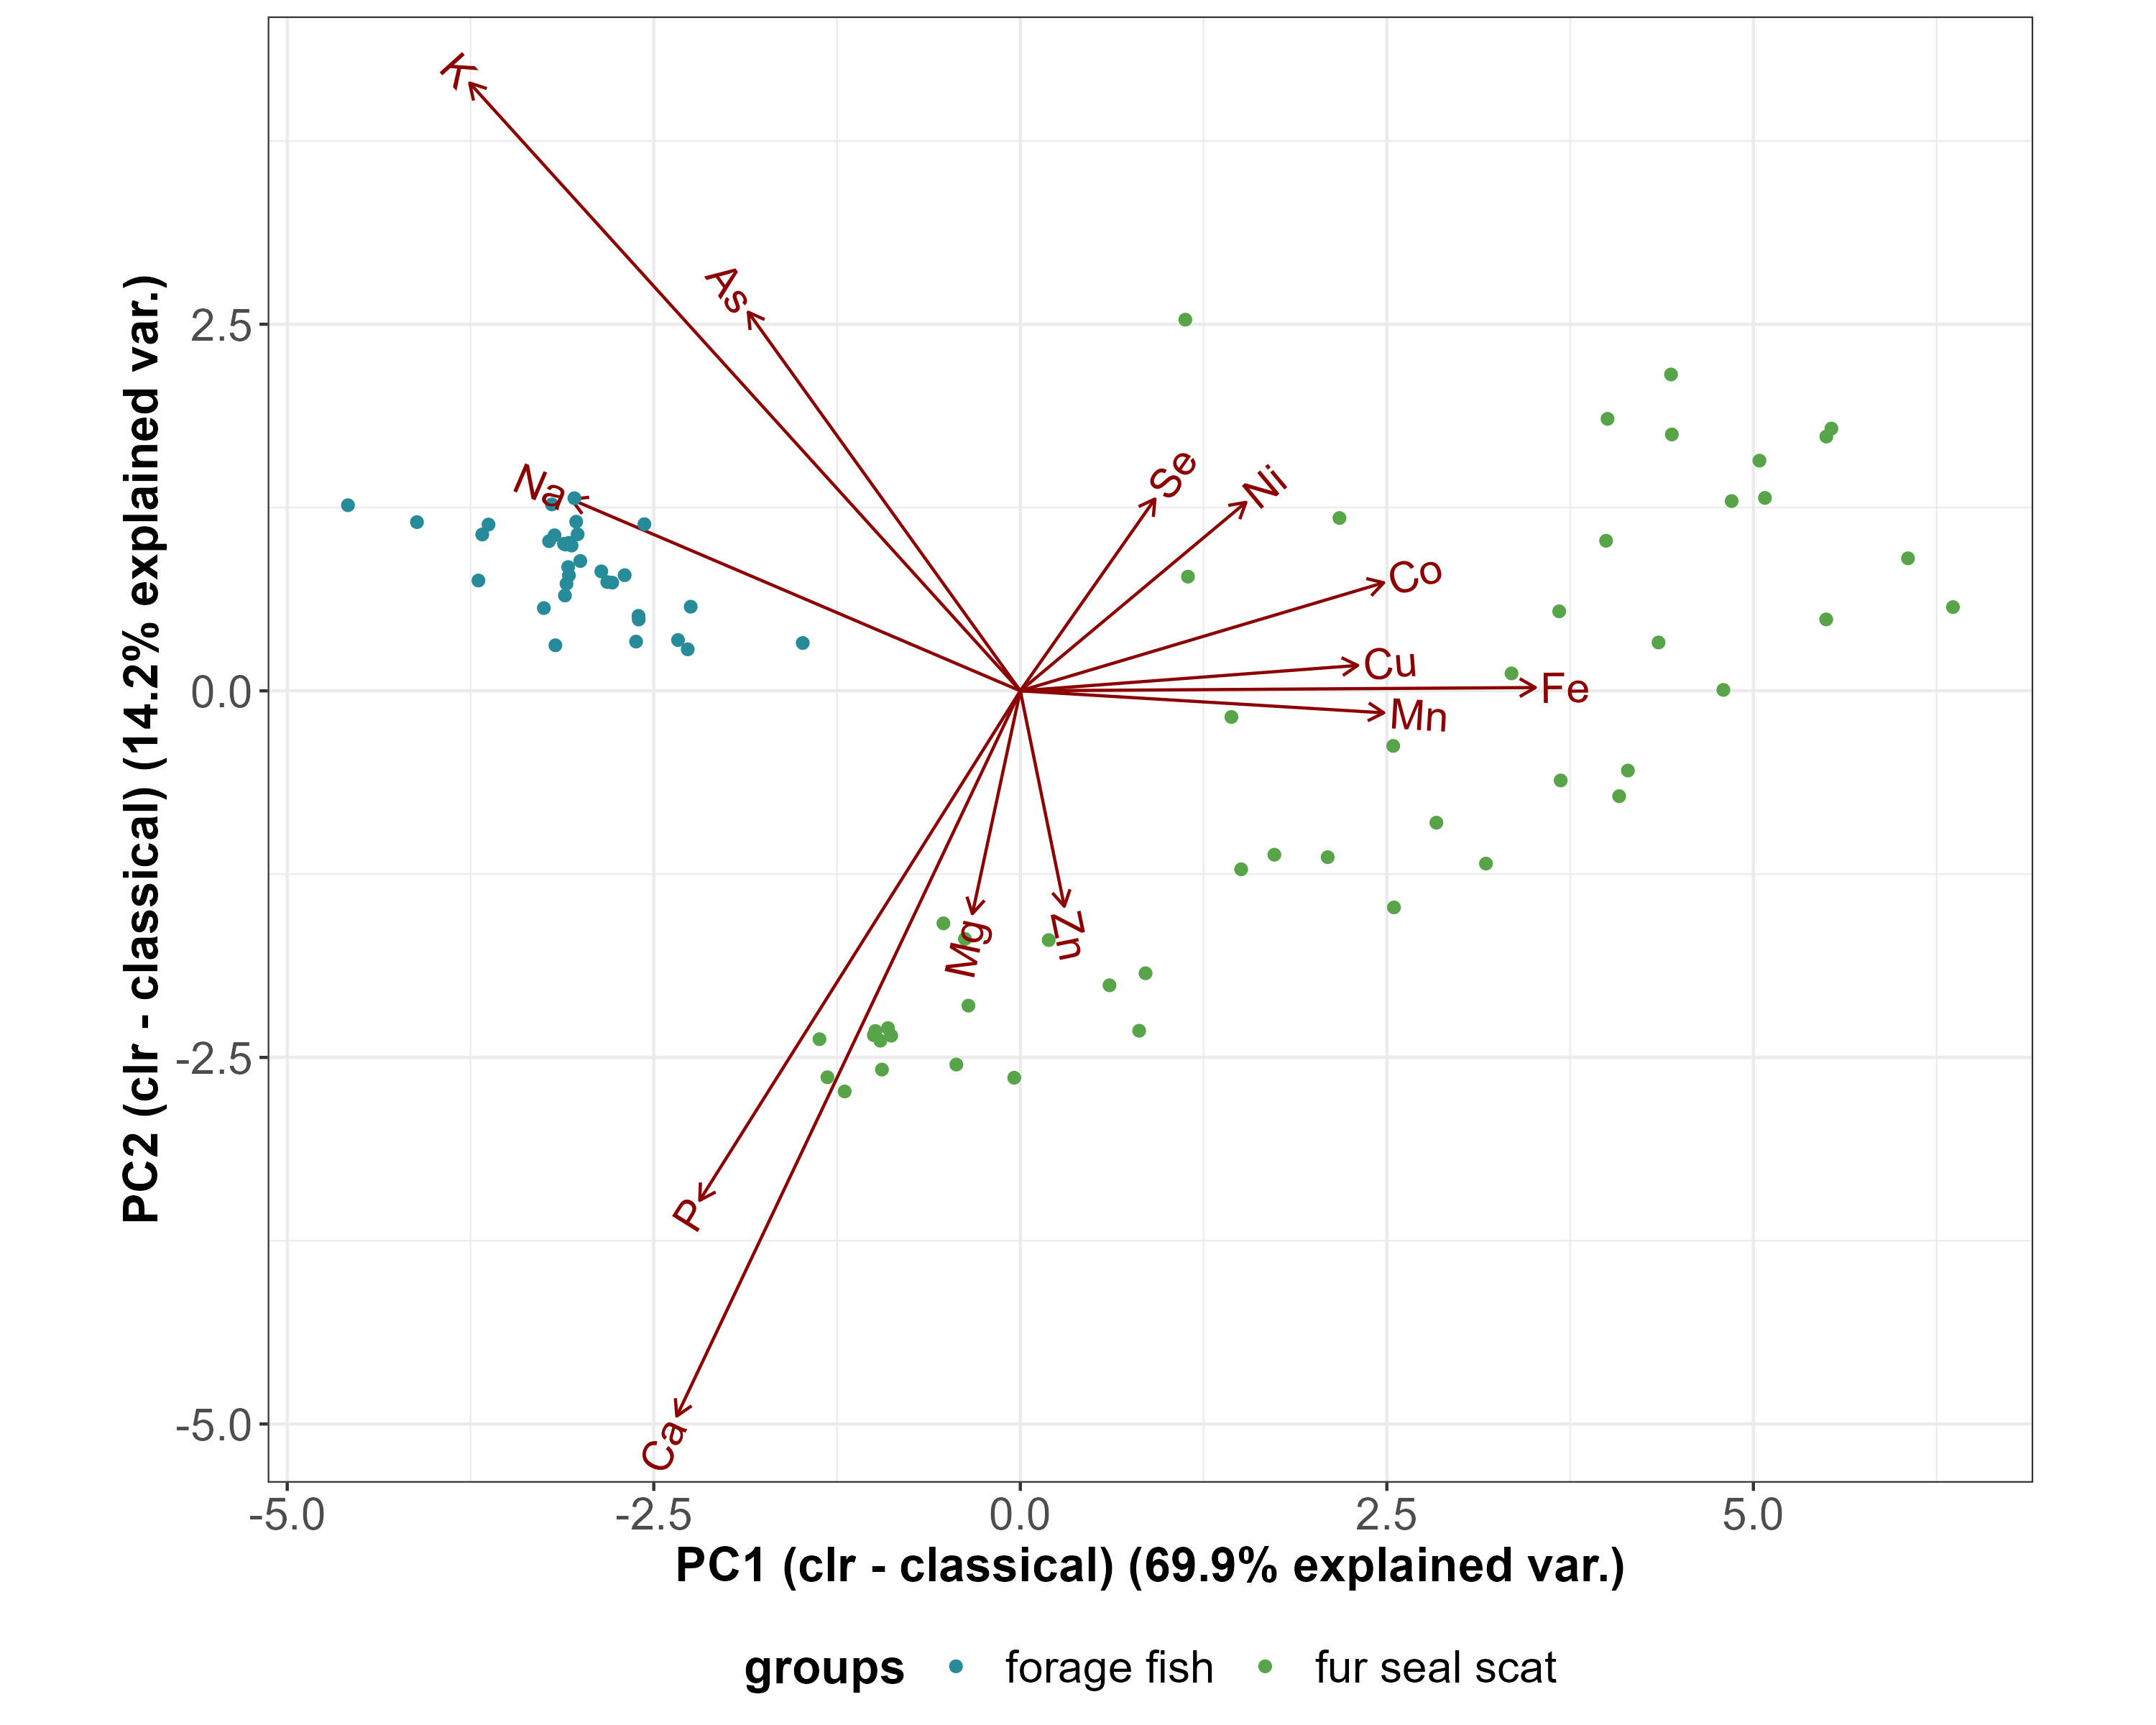 K
As
2.5
Se
Na
Ni
Co
Cu
0.0
Fe
Mn
Mg
Zn
-2.5
P
-5.0
Ca
PC2 (clr - classical) (14.2% explained var.)
-5.0 -2.5 0.0 2.5 5.0
PC1 (clr - classical) (69.9% explained var.)
groups forage fish fur seal scat